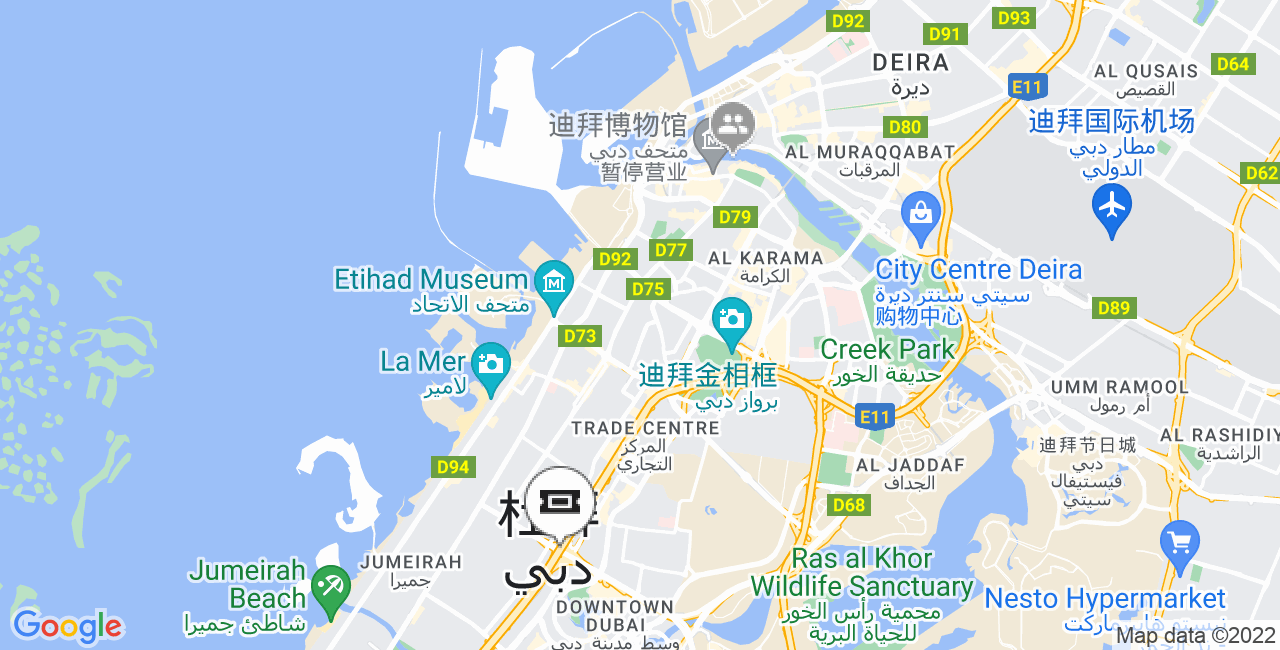 D92
D93
D91
DEIRA
ديرة
D64
AL QUSAIS
القصيص
E11
迪拜博物馆
متحف دبي
暂停营业
D80
迪拜国际机场
مطار دبي
الدولي
AL MURAQQABAT
المرقبات
D62
D79
D77
D92
AL KARAMA
الكرامة
Etihad Museum
متحف الاتحاد
D75
City Centre Deira
سيتي سنتر ديرة
购物中心
D89
D73
La Mer
لامير
Creek Park
حديقة الخور
迪拜金相框
برواز دبي
UMM RAMOOL
أم رمول
E11
TRADE CENTRE
المركز
التجاري
AL RASHIDIY
الراشدية
迪拜节日城
دبي
فيستيفال
سيتي
D94
AL JADDAF
الجداف
D68
دبي
JUMEIRAH
جميرا
Jumeirah
Beach
شاطئ جميرا
Ras al Khor
Wildlife Sanctuary
محمية رأس الخور
للحياة البرية
DOWNTOWN
DUBAI
وسط مدينة دبي
Nesto Hypermarket
Google
Map data ©2022